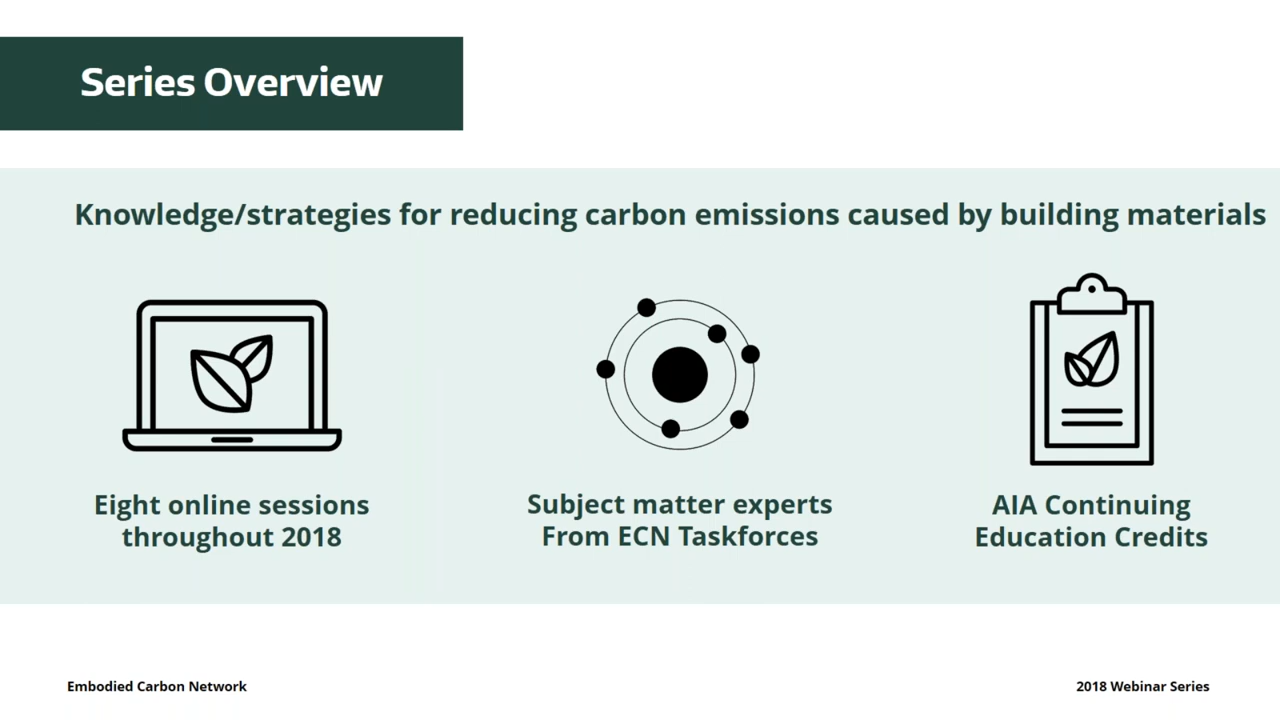 Series Overview
Knowledge/strategies for reducing carbon emissions caused by building materials
Eight online sessions
throughout 2018
Subject matter experts
From ECN Taskforces
AIA Continuing
Education Credits
Embodied Carbon Network
2018 Webinar Series